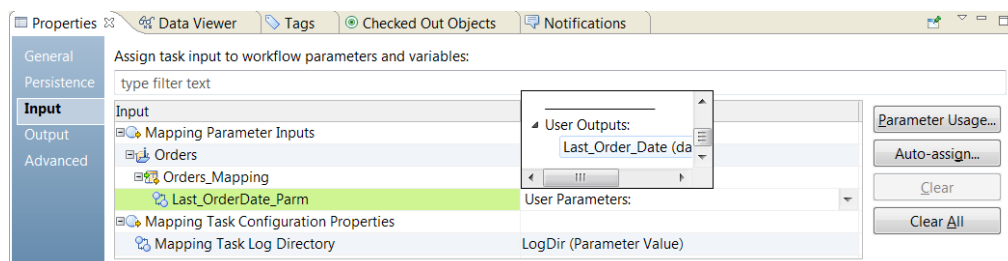 Properties Data Viewer Tags Checked Out Objects Notifications
General Assign task input to workflow parameters and variables:
Persistence type filter text
Input Input
Output
Advanced
User Outputs:
Last_Order_Date (da
Mapping Parameter Inputs
Orders
Orders_Mapping
Last_OrderDate_Parm User Parameters:
Mapping Task Configuration Properties
Mapping Task Log Directory LogDir (Parameter Value)
Parameter Usage...
Auto-assign...
Clear
Clear All